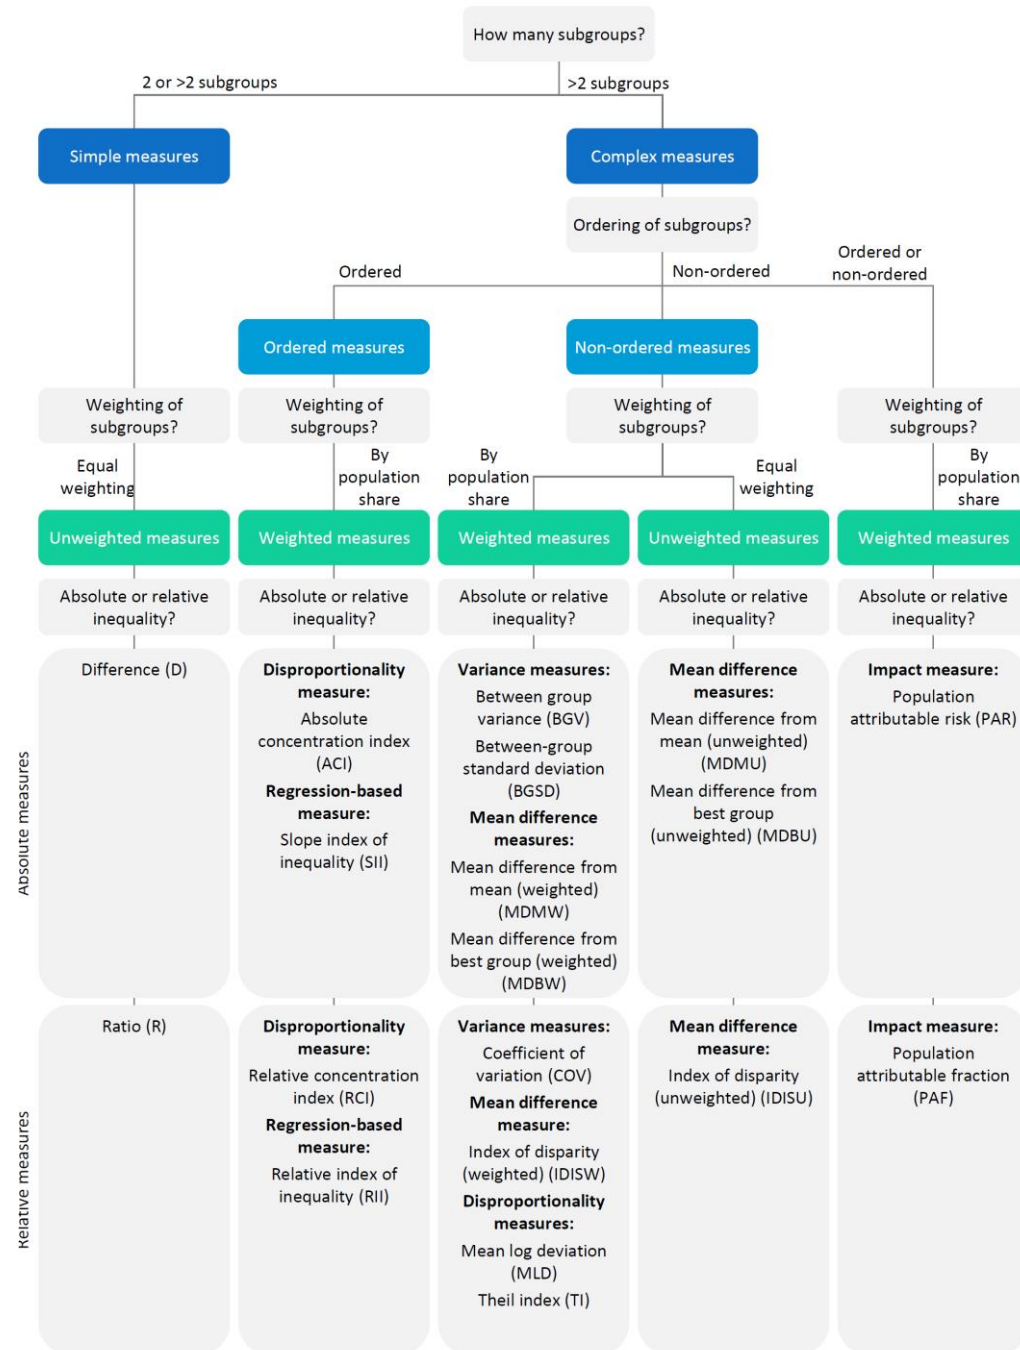 How many subgroups?
2 or >2 subgroups
>2 subgroups
Simple measures
Complex measures
Ordering of subgroups?
Ordered
Non-ordered
Ordered or
non-ordered
Ordered measures
Non-ordered measures
Weighting of
subgroups?
Weighting of
subgroups?
Weighting of
subgroups?
Weighting of
subgroups?
Equal
weighting
By
population
share
By
population
share
Equal
weighting
By
population
share
Unweighted measures
Weighted measures
Weighted measures
Unweighted measures
Weighted measures
Absolute or relative
inequality?
Absolute or relative
inequality?
Absolute or relative
inequality?
Absolute or relative
inequality?
Absolute or relative
inequality?
Absolute measures
Difference (D)
Disproportionality
measure:
Absolute
concentration index
(ACI)
Regression-based
measure:
Slope index of
inequality (SII)
Variance measures:
Between group
variance (BGV)
Between-group
standard deviation
(BGSD)
Mean difference
measures:
Mean difference from
mean (weighted)
(MDMW)
Mean difference from
best group (weighted)
(MDBW)
Mean difference
measures:
Mean difference from
mean (unweighted)
(MDMU)
Mean difference from
best group
(unweighted) (MDBU)
Impact measure:
Population
attributable risk (PAR)
Relative measures
Ratio (R)
Disproportionality
measure:
Relative concentration
index (RCI)
Regression-based
measure:
Relative index of
inequality (RII)
Variance measures:
Coefficient of
variation (COV)
Mean difference
measure:
Index of disparity
(weighted) (IDISW)
Disproportionality
measures:
Mean log deviation
(MLD)
Theil index (TI)
Mean difference
measure:
Index of disparity
(unweighted) (IDISU)
Impact measure:
Population
attributable fraction
(PAF)